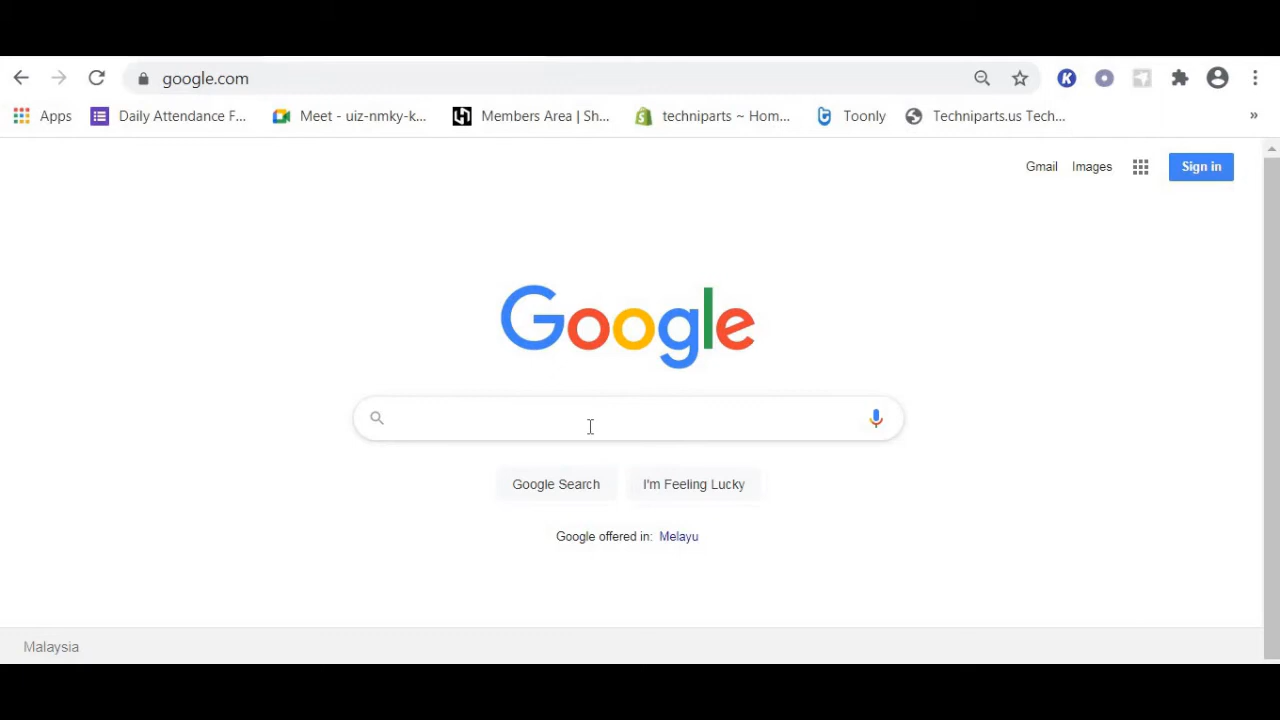 google.com
Apps Daily Attendance F... Meet - uiz-nmky-k... Members Area | Sh... techniparts ~ Hom... Toonly Techniparts.us Tech... »
Gmail Images Sign in
Google
Google Search I'm Feeling Lucky
Google offered in: Melayu
Malaysia